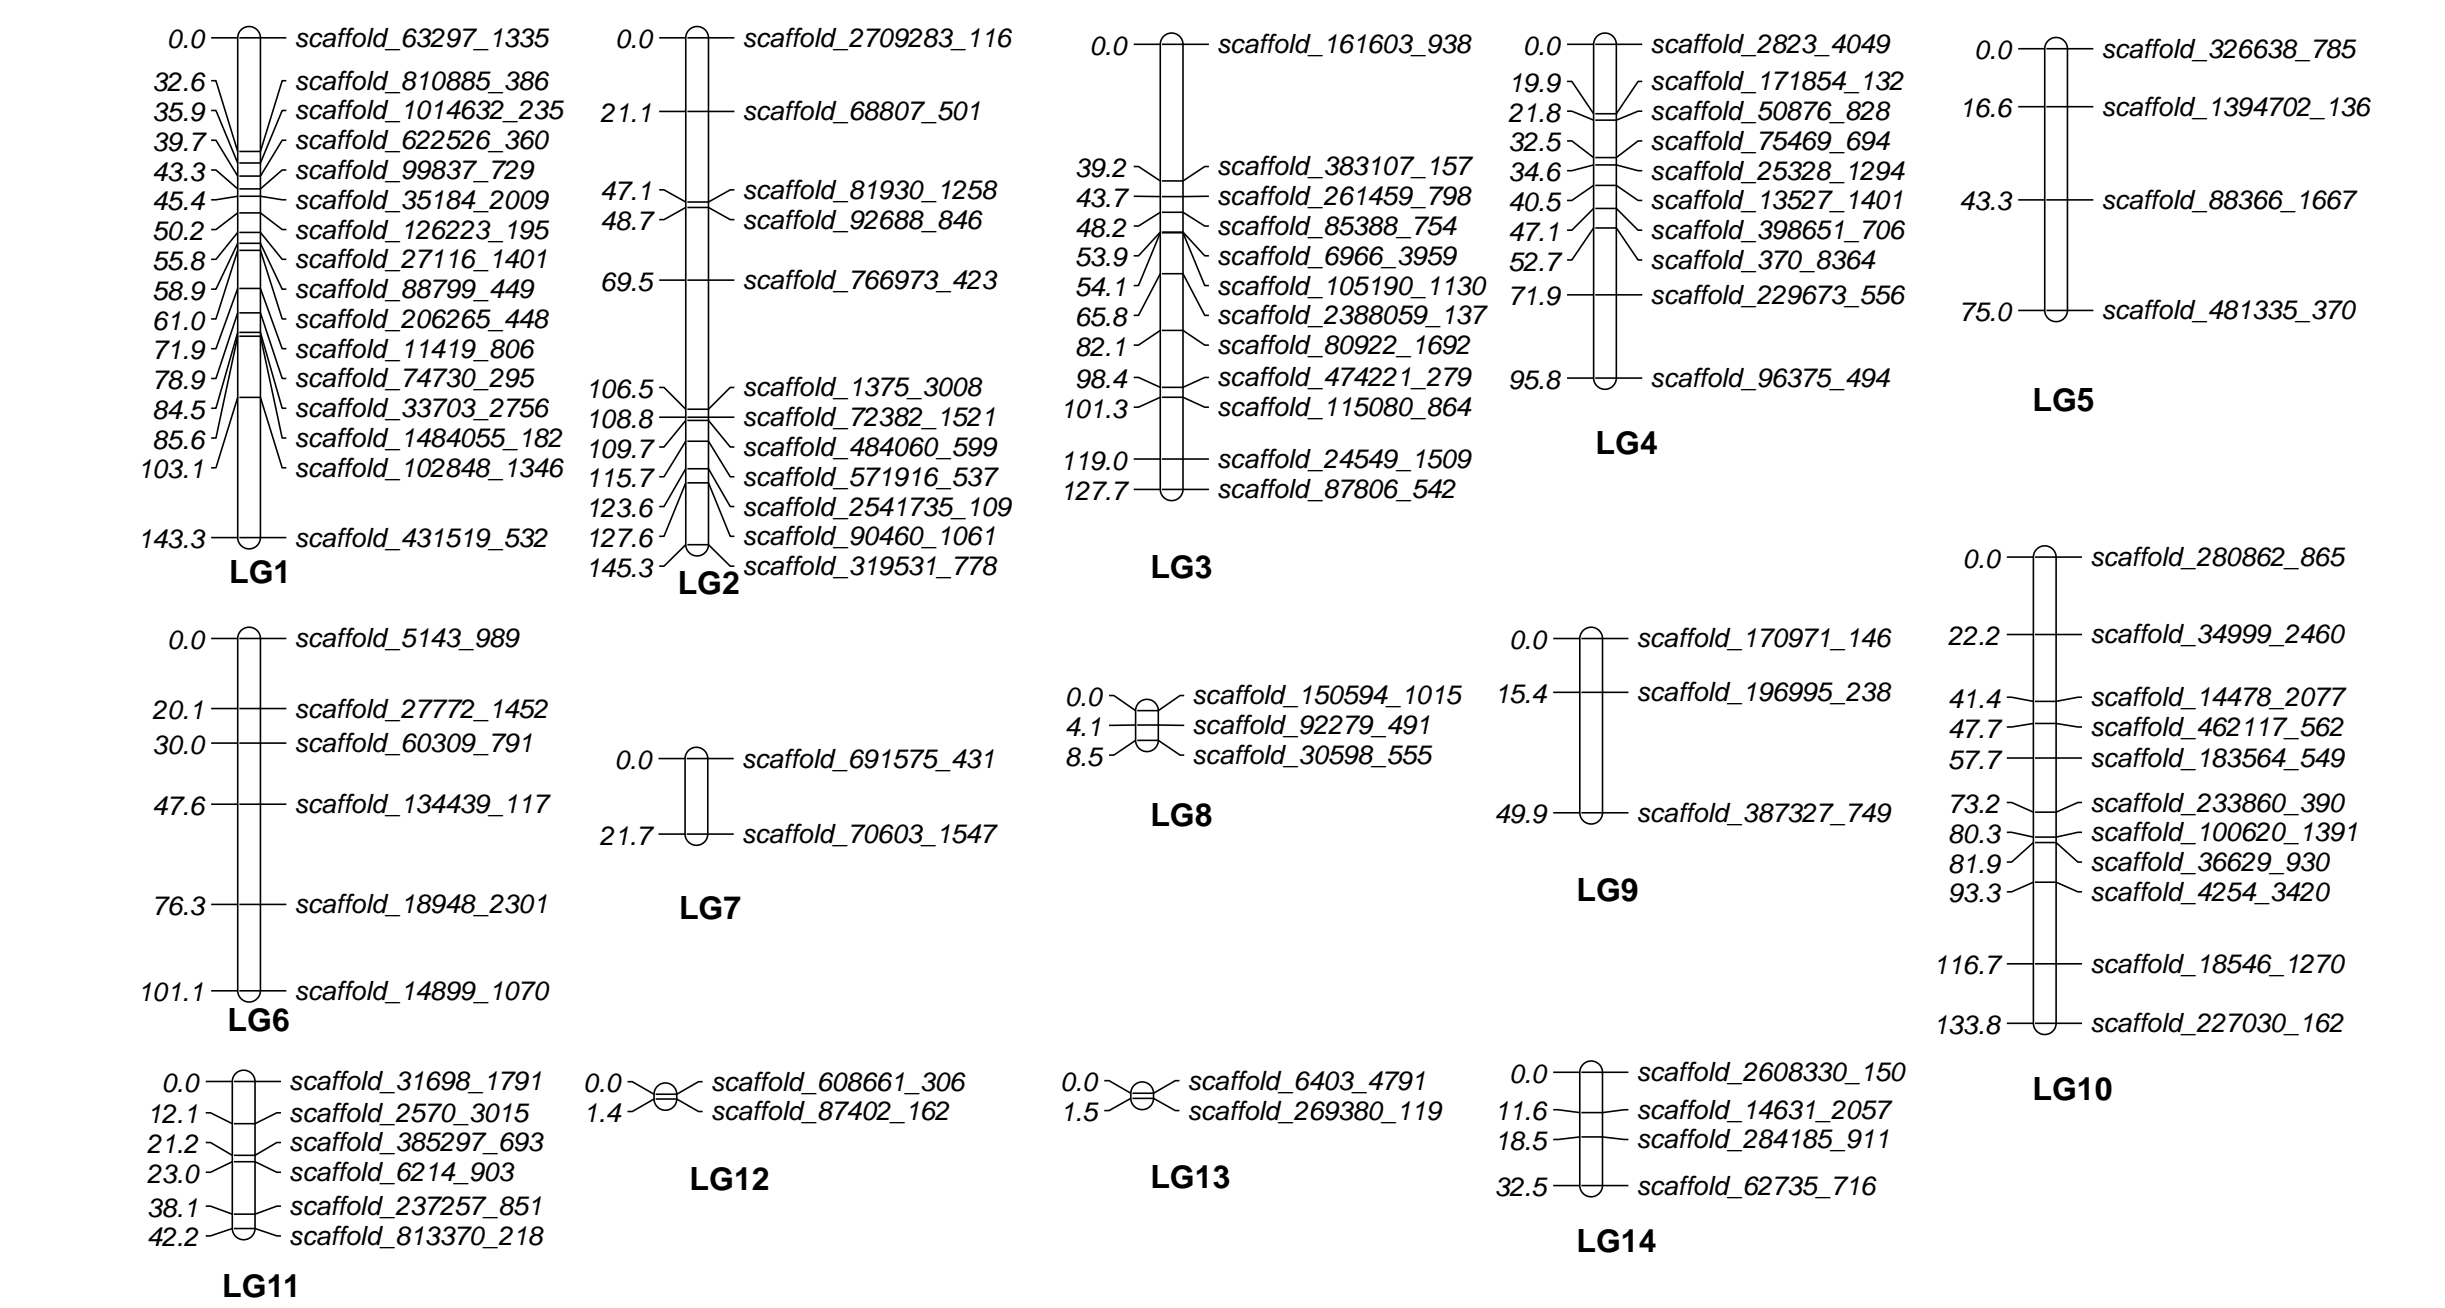 0.0 scaffold_63297_1335
32.6 scaffold_810885_386
35.9 scaffold_1014632_235
39.7 scaffold_622526_360
43.3 scaffold_99837_729
45.4 scaffold_35184_2009
50.2 scaffold_126223_195
55.8 scaffold_27116_1401
58.9 scaffold_88799_449
61.0 scaffold_206265_448
71.9 scaffold_11419_806
78.9 scaffold_74730_295
84.5 scaffold_33703_2756
85.6 scaffold_1484055_182
103.1 scaffold_102848_1346
143.3 scaffold_431519_532
LG1
0.0 scaffold_2709283_116
21.1 scaffold_68807_501
47.1 scaffold_81930_1258
48.7 scaffold_92688_846
69.5 scaffold_766973_423
106.5 scaffold_1375_3008
108.8 scaffold_72382_1521
109.7 scaffold_484060_599
115.7 scaffold_571916_537
123.6 scaffold_2541735_109
127.6 scaffold_90460_1061
145.3 scaffold_319531_778
LG2
0.0 scaffold_161603_938
39.2 scaffold_383107_157
43.7 scaffold_261459_798
48.2 scaffold_85388_754
53.9 scaffold_6966_3959
54.1 scaffold_105190_1130
65.8 scaffold_2388059_137
82.1 scaffold_80922_1692
98.4 scaffold_474221_279
101.3 scaffold_115080_864
119.0 scaffold_24549_1509
127.7 scaffold_87806_542
LG3
0.0 scaffold_2823_4049
19.9 scaffold_171854_132
21.8 scaffold_50876_828
32.5 scaffold_75469_694
34.6 scaffold_25328_1294
40.5 scaffold_13527_1401
47.1 scaffold_398651_706
52.7 scaffold_370_8364
71.9 scaffold_229673_556
95.8 scaffold_96375_494
LG4
0.0 scaffold_326638_785
16.6 scaffold_1394702_136
43.3 scaffold_88366_1667
75.0 scaffold_481335_370
LG5
0.0 scaffold_5143_989
20.1 scaffold_27772_1452
30.0 scaffold_60309_791
47.6 scaffold_134439_117
76.3 scaffold_18948_2301
101.1 scaffold_14899_1070
LG6
0.0 scaffold_691575_431
21.7 scaffold_70603_1547
LG7
0.0 scaffold_150594_1015
4.1 scaffold_92279_491
8.5 scaffold_30598_555
LG8
0.0 scaffold_170971_146
15.4 scaffold_196995_238
49.9 scaffold_387327_749
LG9
0.0 scaffold_280862_865
22.2 scaffold_34999_2460
41.4 scaffold_14478_2077
47.7 scaffold_462117_562
57.7 scaffold_183564_549
73.2 scaffold_233860_390
80.3 scaffold_100620_1391
81.9 scaffold_36629_930
93.3 scaffold_4254_3420
116.7 scaffold_18546_1270
133.8 scaffold_227030_162
LG10
0.0 scaffold_31698_1791
12.1 scaffold_2570_3015
21.2 scaffold_385297_693
23.0 scaffold_6214_903
38.1 scaffold_237257_851
42.2 scaffold_813370_218
LG11
0.0 scaffold_608661_306
1.4 scaffold_87402_162
LG12
0.0 scaffold_6403_4791
1.5 scaffold_269380_119
LG13
0.0 scaffold_2608330_150
11.6 scaffold_14631_2057
18.5 scaffold_284185_911
32.5 scaffold_62735_716
LG14